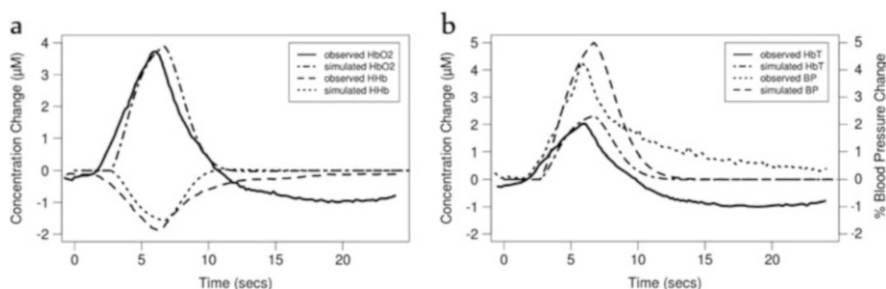 a
4
3
2
1
0
-1
-2
Concentration Change (µM)
observed HbO2
simulated HbO2
observed HHb
simulated HHb
0
5
10
15
20
Time (secs)
b
5
4
3
2
1
0
-1
-2
Concentration Change (µM)
observed HbT
simulated HbT
observed BP
simulated BP
5
4
3
2
1
0
-1
-2
% Blood Pressure Change
0
5
10
15
20
Time (secs)